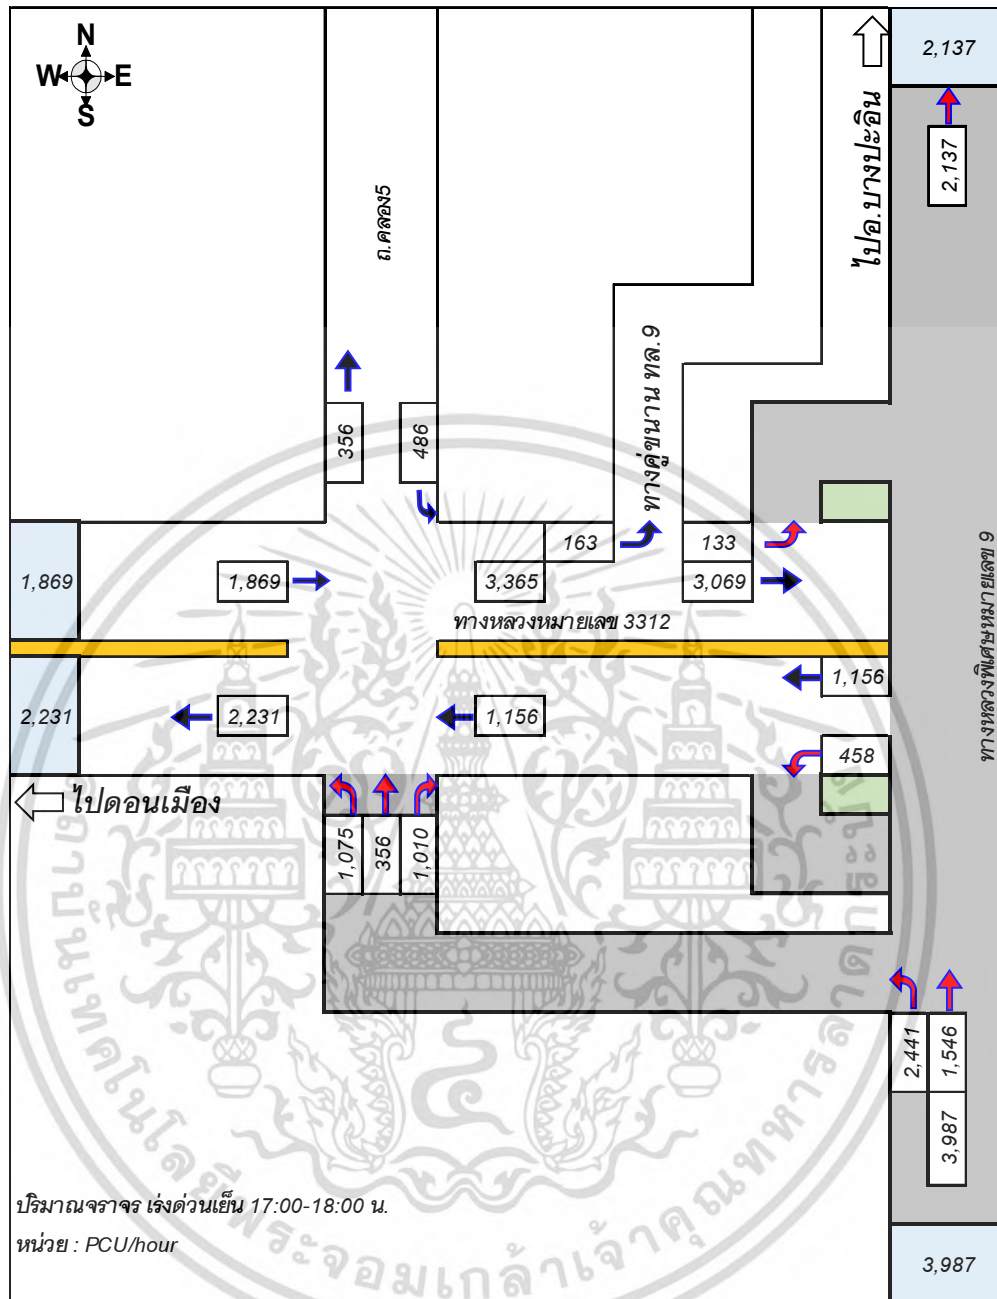 N
W E
S
2,137
ไปอ.บางปะอิน
2,137
ถ.คลอง5
ทางคู่ขนาน ทล.9
356
486
163
133
1,869
1,869
3,365
3,069
ทางหลวงหมายเลข 3312
ทางหลวงพิเศษหมายเลข 9
1,156
2,231
2,231
1,156
458
ไปดอนเมือง
1,075
356
1,010
2,441
1,546
3,987
ปริมาณจราจร เร่งด่วนเย็น 17:00-18:00 น.
หน่วย : PCU/hour
3,987